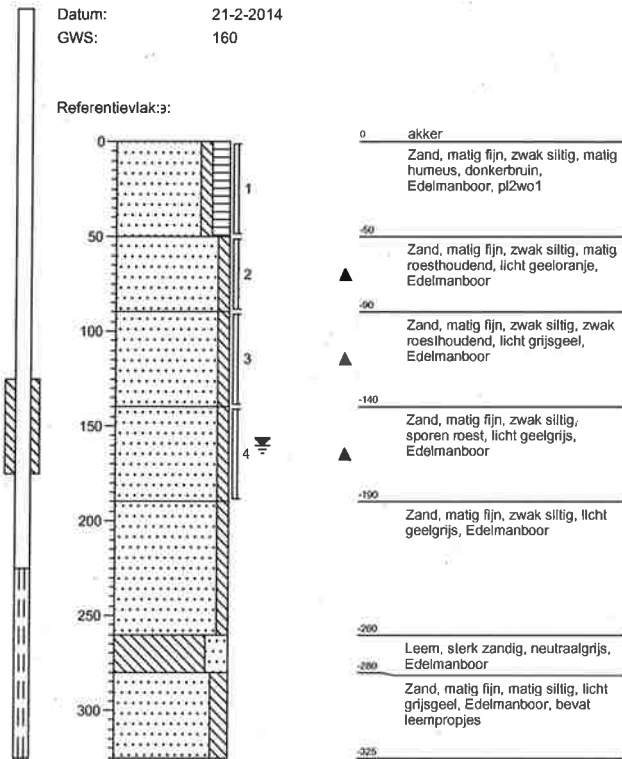 Datum: 21-2-2014
GWS: 160
Referentievlak:
0
50
100
150
200
250
300
1
2
3
4
0 akker
Zand, matig fijn, zwak siltig, matig
humeus, donkerbruin,
Edelmanboor, pl2wo1
-50
Zand, matig fijn, zwak siltig, matig
roesthoudend, licht geeloranje,
Edelmanboor
-90
Zand, matig fijn, zwak siltig, zwak
roesthoudend, licht grijsgeel,
Edelmanboor
-140
Zand, matig fijn, zwak siltig,
sporen roest, licht geelgrijs,
Edelmanboor
-190
Zand, matig fijn, zwak siltig, licht
geelgrijs, Edelmanboor
-260
Leem, sterk zandig, neutraalgrijs,
Edelmanboor
-280
Zand, matig fijn, matig siltig, licht
grijsgeel, Edelmanboor, bevat
leempropjes
-325